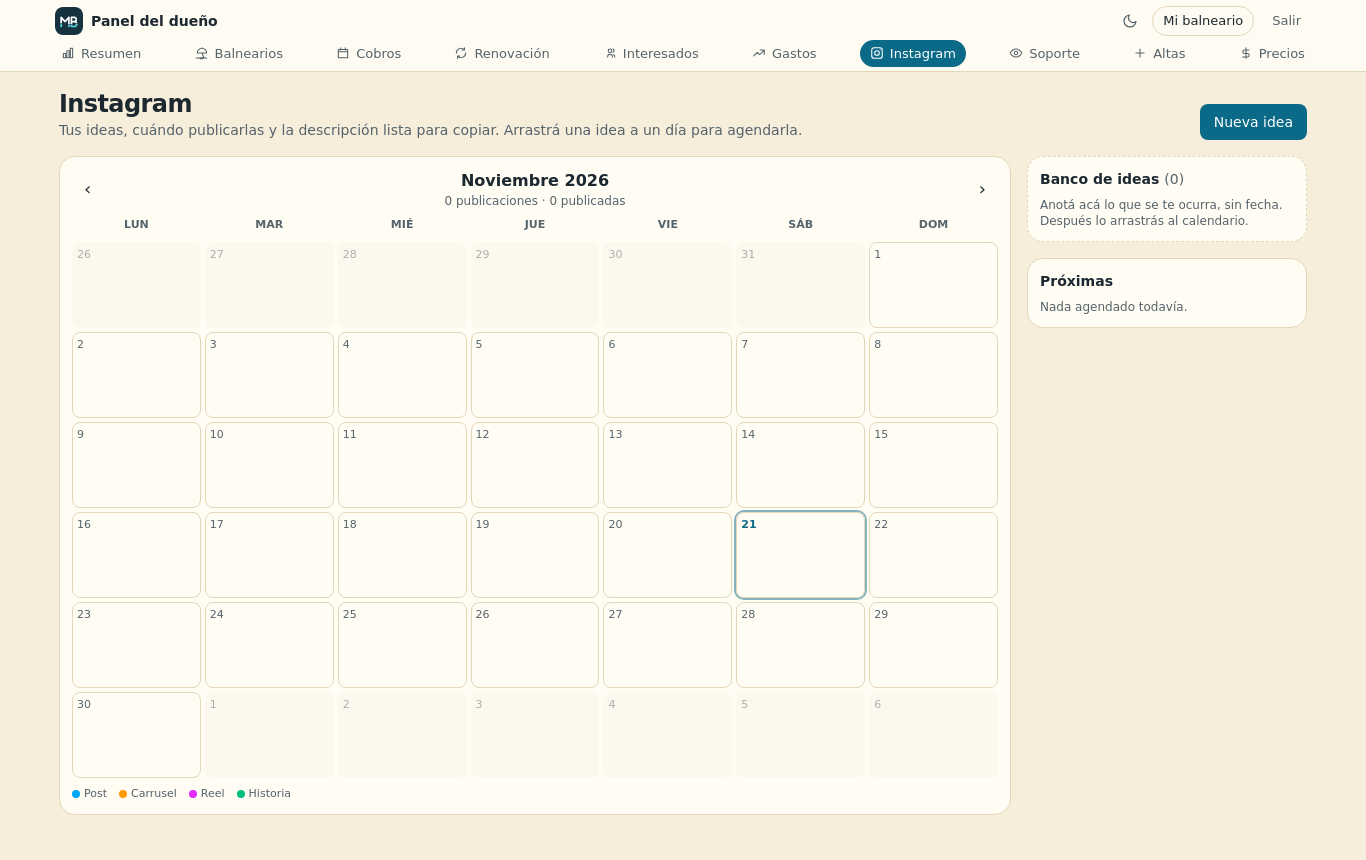 MB Panel del dueño
Mi balneario
Salir
Resumen
Balnearios
Cobros
Renovación
Interesados
Gastos
Instagram
Soporte
Altas
Precios
Instagram
Tus ideas, cuándo publicarlas y la descripción lista para copiar. Arrastrá una idea a un día para agendarla.
Nueva idea
‹ Noviembre 2026 ›
0 publicaciones · 0 publicadas
LUN MAR MIÉ JUE VIE SÁB DOM
26 27 28 29 30 31 1
2 3 4 5 6 7 8
9 10 11 12 13 14 15
16 17 18 19 20 21 22
23 24 25 26 27 28 29
30 1 2 3 4 5 6
Post Carrusel Reel Historia
Banco de ideas (0)
Anotá acá lo que se te ocurra, sin fecha.
Después lo arrastrás al calendario.
Próximas
Nada agendado todavía.